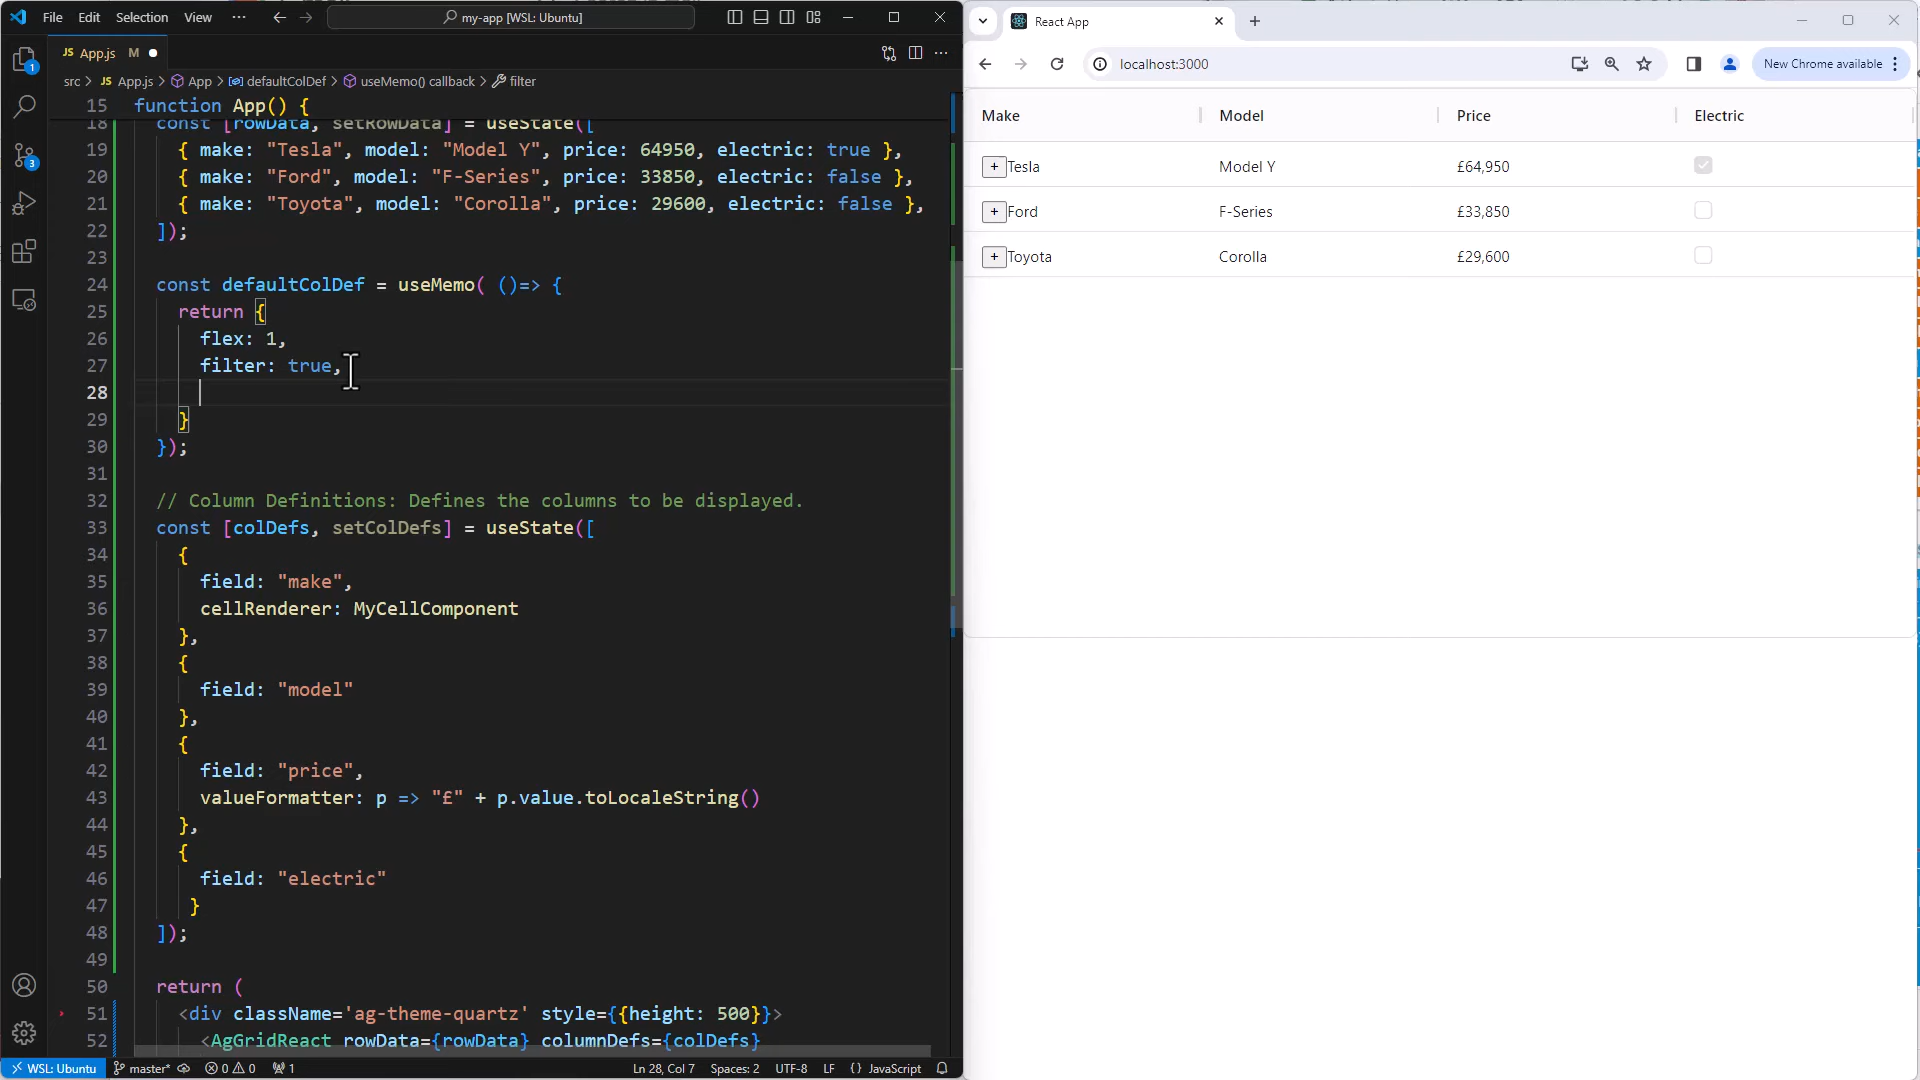 File Edit Selection View ··· my-app [WSL: Ubuntu]
JS App.js M
src > JS App.js > App > defaultColDef > useMemo() callback > filter
15 function App() {
18 const [rowData, setRowData] = useState([
19 { make: "Tesla", model: "Model Y", price: 64950, electric: true },
20 { make: "Ford", model: "F-Series", price: 33850, electric: false },
21 { make: "Toyota", model: "Corolla", price: 29600, electric: false },
22 ]);
23
24 const defaultColDef = useMemo( ()=> {
25 return {
26 flex: 1,
27 filter: true,
28
29 }
30 });
31
32 // Column Definitions: Defines the columns to be displayed.
33 const [colDefs, setColDefs] = useState([
34 {
35 field: "make",
36 cellRenderer: MyCellComponent
37 },
38 {
39 field: "model"
40 },
41 {
42 field: "price",
43 valueFormatter: p => "£" + p.value.toLocaleString()
44 },
45 {
46 field: "electric"
47 }
48 ]);
49
50 return (
51 <div className='ag-theme-quartz' style={{height: 500}}>
52 <AgGridReact rowData={rowData} columnDefs={colDefs}
1
3
WSL: Ubuntu master* 0 0 1 Ln 28, Col 7 Spaces: 2 UTF-8 LF {} JavaScript
React App
localhost:3000 New Chrome available
Make Model Price Electric
+ Tesla Model Y £64,950
+ Ford F-Series £33,850
+ Toyota Corolla £29,600